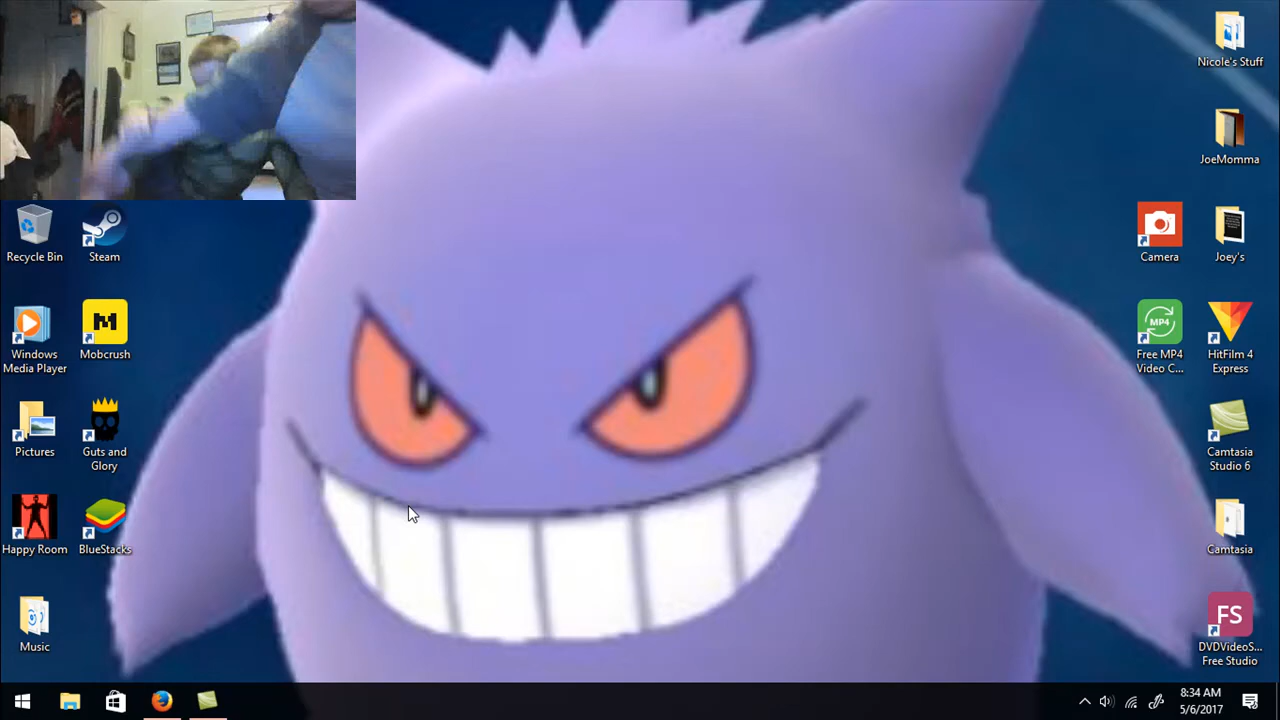 Nicole's Stuff
JoeMomma
Recycle Bin
Steam
Camera
Joey's
M
MP4
Windows
Media Player
Mobcrush
Free MP4
Video C...
HitFilm 4
Express
Pictures
Guts and
Glory
Camtasia
Studio 6
Happy Room
BlueStacks
Camtasia
FS
Music
DVDVideoS...
Free Studio
8:34 AM
5/6/2017